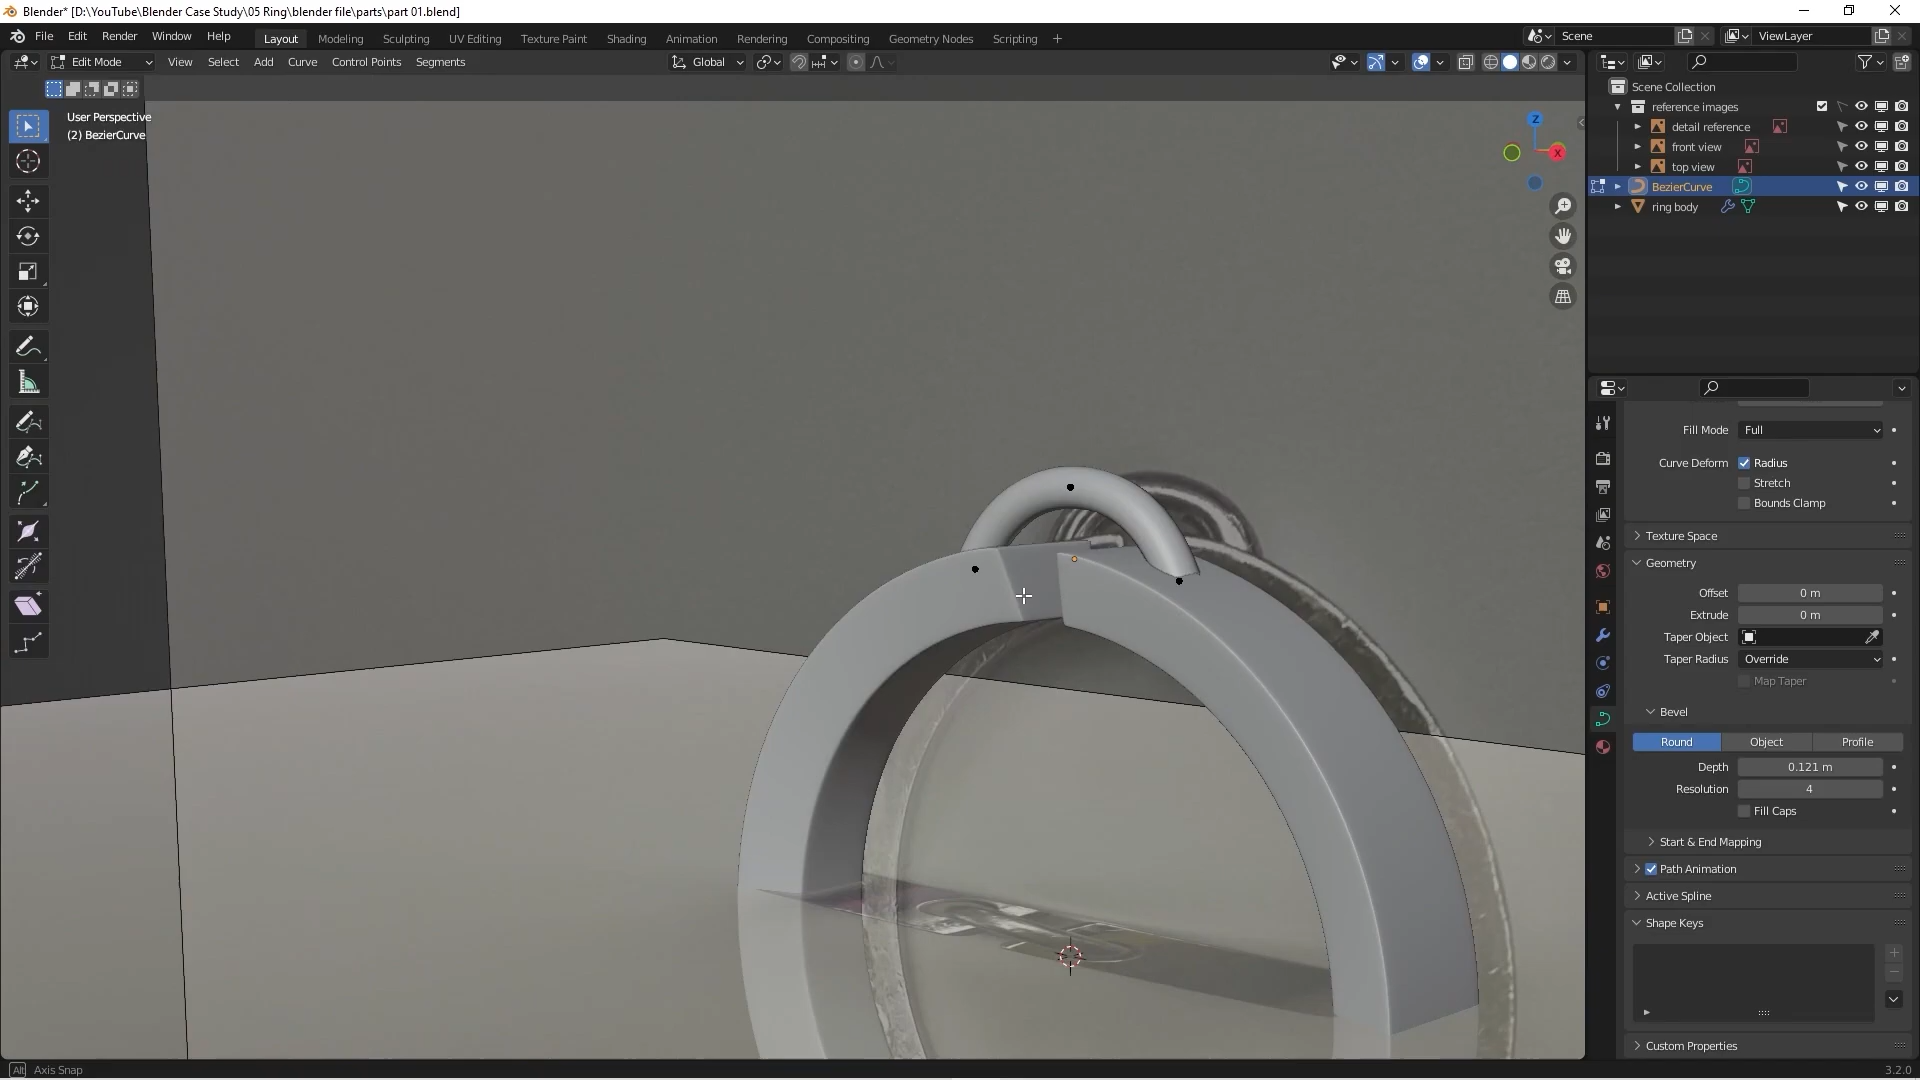 Blender* [D:\YouTube\Blender Case Study\05 Ring\blender file\parts\part 01.blend]
File Edit Render Window Help Layout Modeling Sculpting UV Editing Texture Paint Shading Animation Rendering Compositing Geometry Nodes Scripting + Scene ViewLayer
Edit Mode View Select Add Curve Control Points Segments Global
User Perspective
(2) BezierCurve
Z
X
Scene Collection
reference images
detail reference
front view
top view
BezierCurve
ring body
Fill Mode Full
Curve Deform Radius
Stretch
Bounds Clamp
Texture Space
Geometry
Offset 0 m
Extrude 0 m
Taper Object
Taper Radius Override
Map Taper
Bevel
Round Object Profile
Depth 0.121 m
Resolution 4
Fill Caps
Start & End Mapping
Path Animation
Active Spline
Shape Keys
Custom Properties
Alt Axis Snap
3.2.0